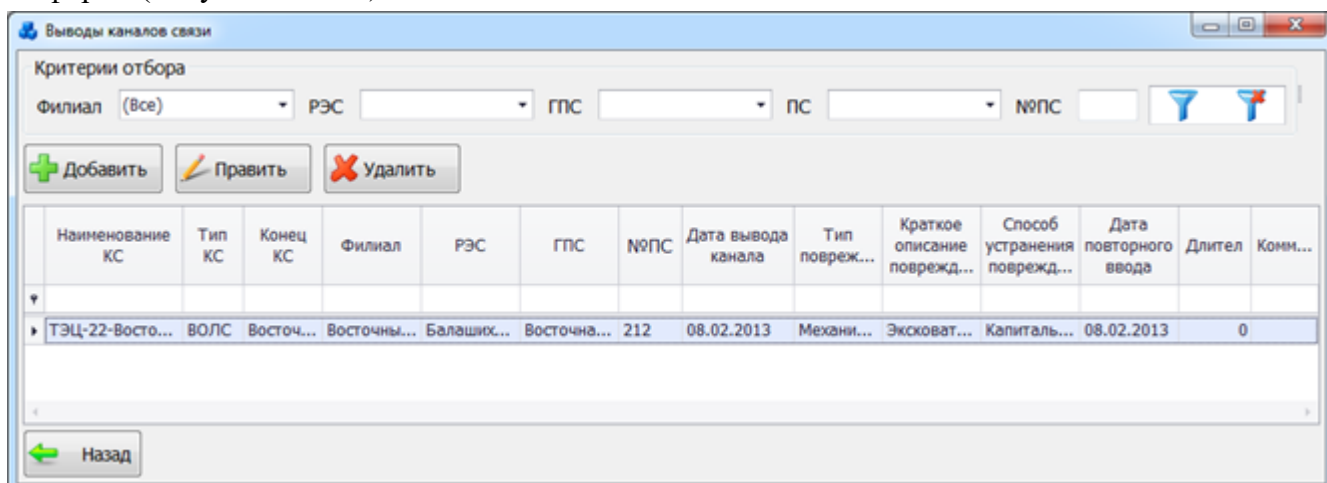 Выводы каналов связи
Критерии отбора
Филиал (Все) РЭС ГПС ПС №ПС
Добавить Править Удалить
Наименование КС Тип КС Конец КС Филиал РЭС ГПС №ПС Дата вывода канала Тип повреж... Краткое описание поврежд... Способ устранения поврежд... Дата повторного ввода Длител Комм...
ТЭЦ-22-Восто... ВОЛС Восточ... Восточны... Балаших... Восточна... 212 08.02.2013 Механи... Эксковат... Капиталь... 08.02.2013 0
Назад